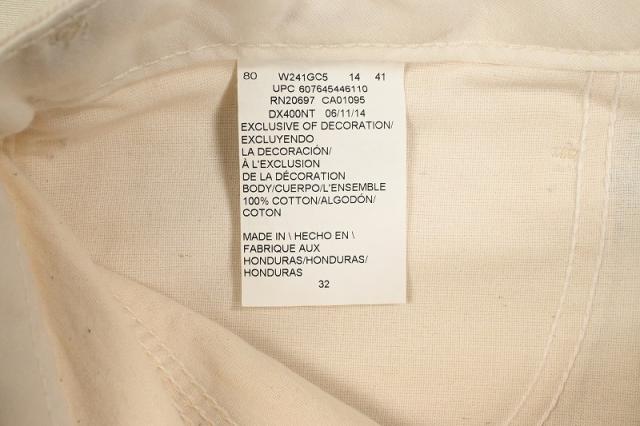 80 W241GC5 14 41
UPC 607645446110
RN20697 CA01095
DX400NT 06/11/14
EXCLUSIVE OF DECORATION/
EXCLUYENDO
LA DECORACIÓN/
À L'EXCLUSION
DE LA DÉCORATION
BODY/CUERPO/L'ENSEMBLE
100% COTTON/ALGODÓN/
COTON
MADE IN \ HECHO EN \
FABRIQUE AUX
HONDURAS/HONDURAS/
HONDURAS
32